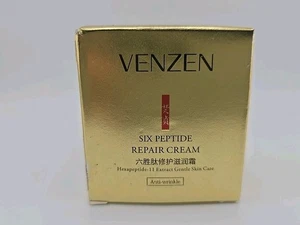 VENZEN
SIX PEPTIDE
REPAIR CREAM
六胜肽修护滋润霜
Hexapeptide-11 Extract Gentle Skin Care
Anti-wrinkle